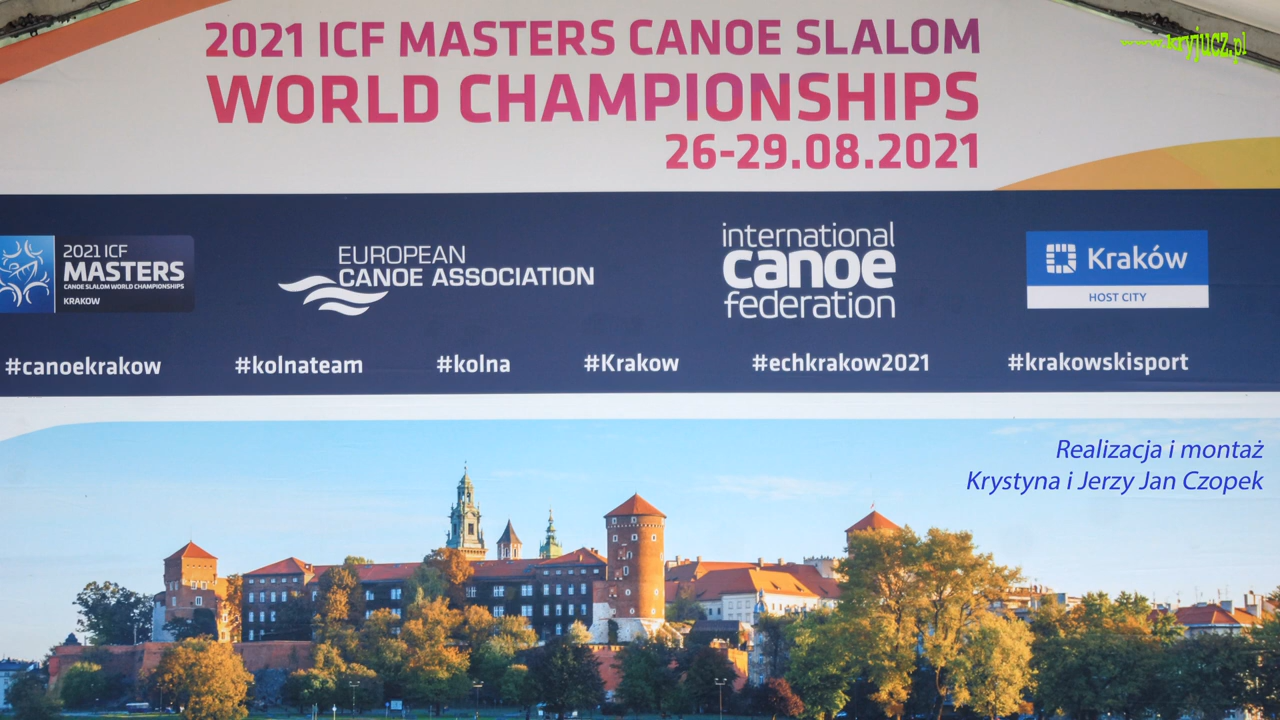 2021 ICF MASTERS CANOE SLALOM
WORLD CHAMPIONSHIPS
26-29.08.2021
www.kryjucz.pl
2021 ICF
MASTERS
CANOE SLALOM WORLD CHAMPIONSHIPS
KRAKOW
EUROPEAN
CANOE ASSOCIATION
international
canoe
federation
Kraków
HOST CITY
#canoekrakow #kolnateam #kolna #Krakow #echkrakow2021 #krakowskisport
Realizacja i montaż
Krystyna i Jerzy Jan Czopek